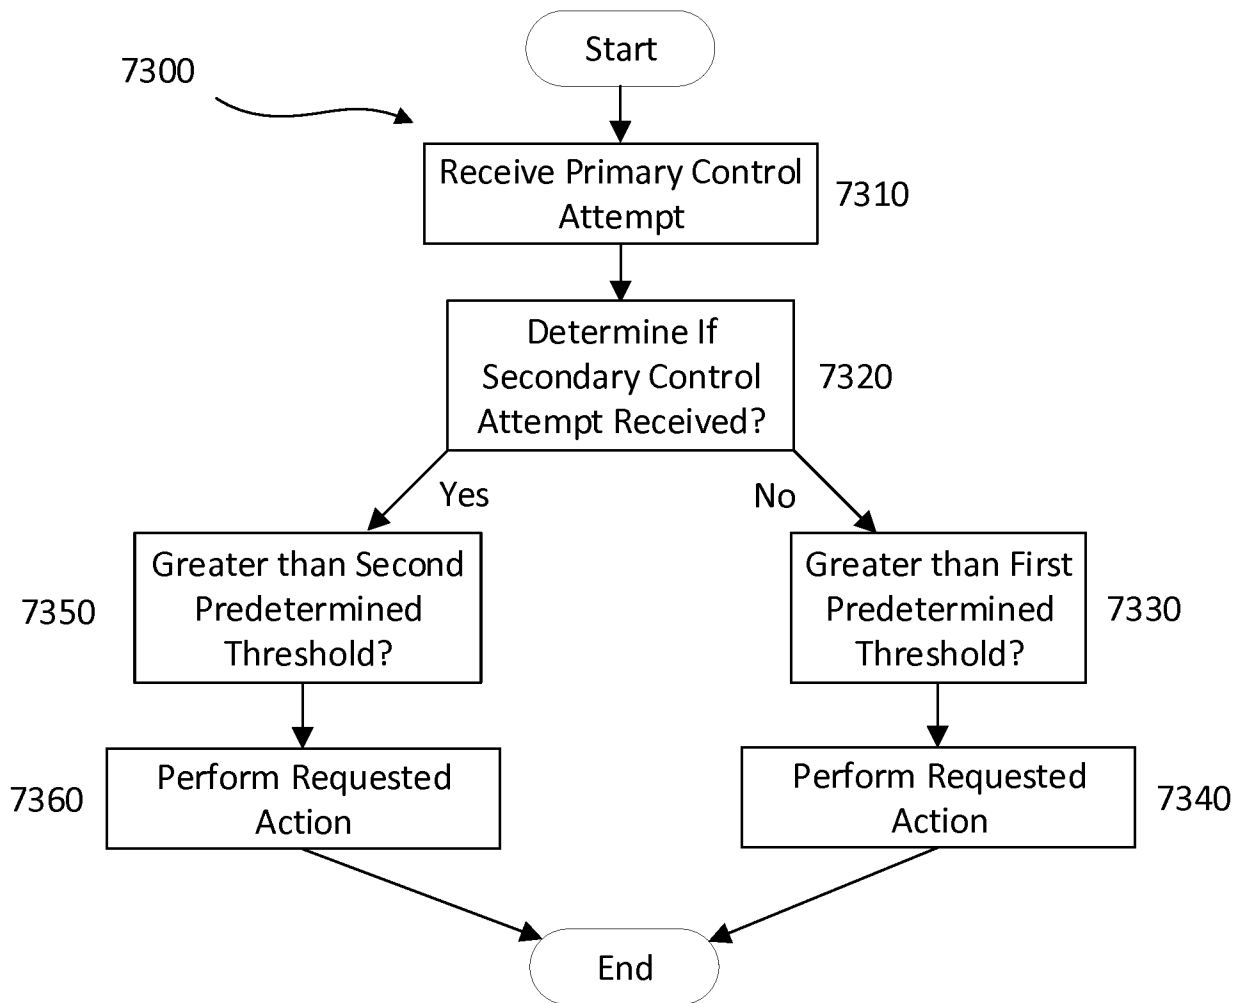 Start
7300
Receive Primary Control
Attempt
7310
Determine If
Secondary Control
Attempt Received?
7320
Yes
No
Greater than Second
Predetermined
Threshold?
7350
Greater than First
Predetermined
Threshold?
7330
Perform Requested
Action
7360
Perform Requested
Action
7340
End